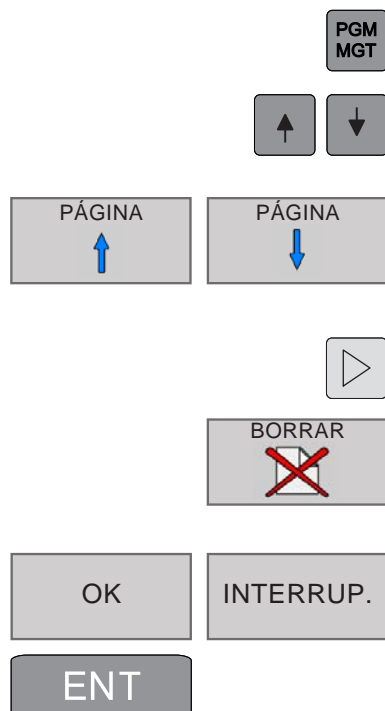 PGM
MGT
PÁGINA PÁGINA
BORRAR
OK INTERRUP.
ENT